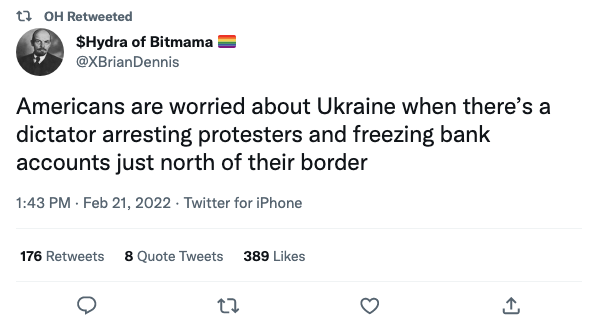 OH Retweeted
$Hydra of Bitmama 🏳️‍🌈
@XBrianDennis
Americans are worried about Ukraine when there’s a
dictator arresting protesters and freezing bank
accounts just north of their border
1:43 PM · Feb 21, 2022 · Twitter for iPhone
176 Retweets 8 Quote Tweets 389 Likes